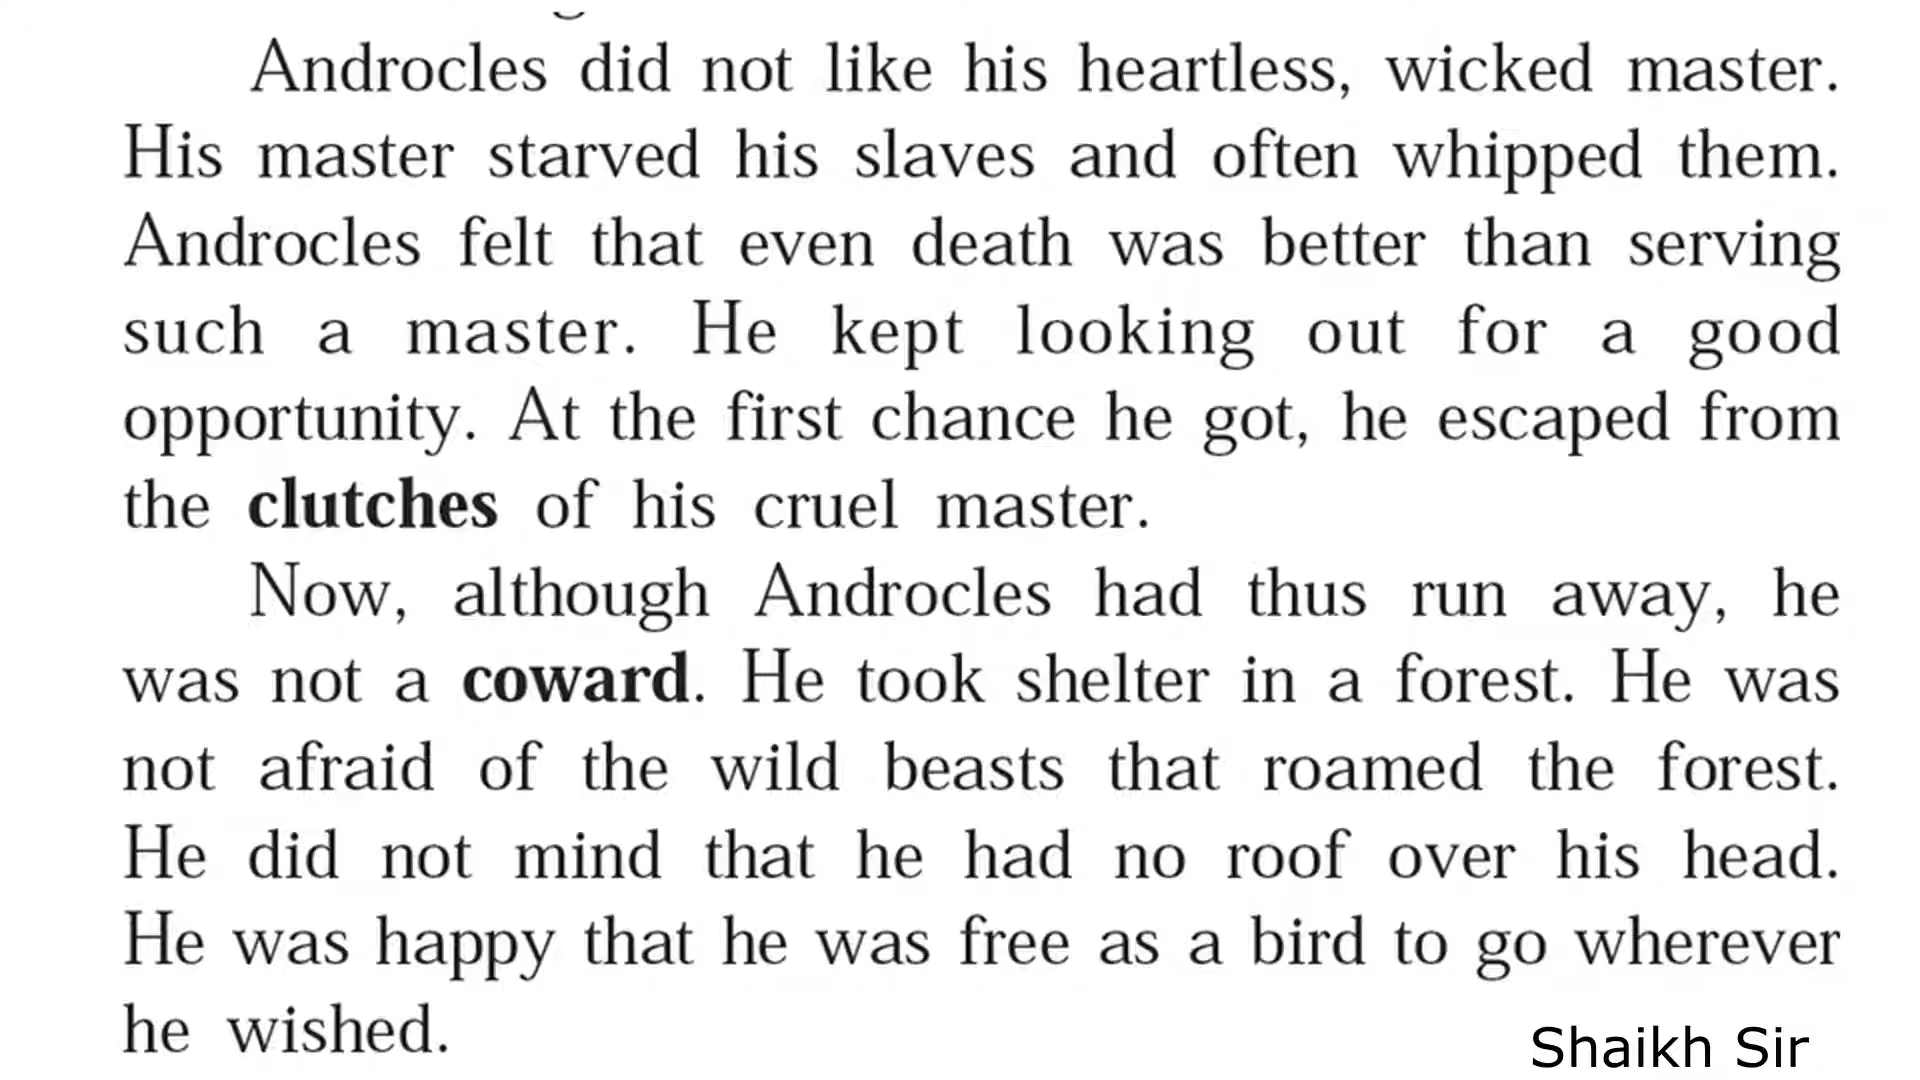 Androcles did not like his heartless, wicked master.
His master starved his slaves and often whipped them.
Androcles felt that even death was better than serving
such a master. He kept looking out for a good
opportunity. At the first chance he got, he escaped from
the clutches of his cruel master.
Now, although Androcles had thus run away, he
was not a coward. He took shelter in a forest. He was
not afraid of the wild beasts that roamed the forest.
He did not mind that he had no roof over his head.
He was happy that he was free as a bird to go wherever
he wished.
Shaikh Sir